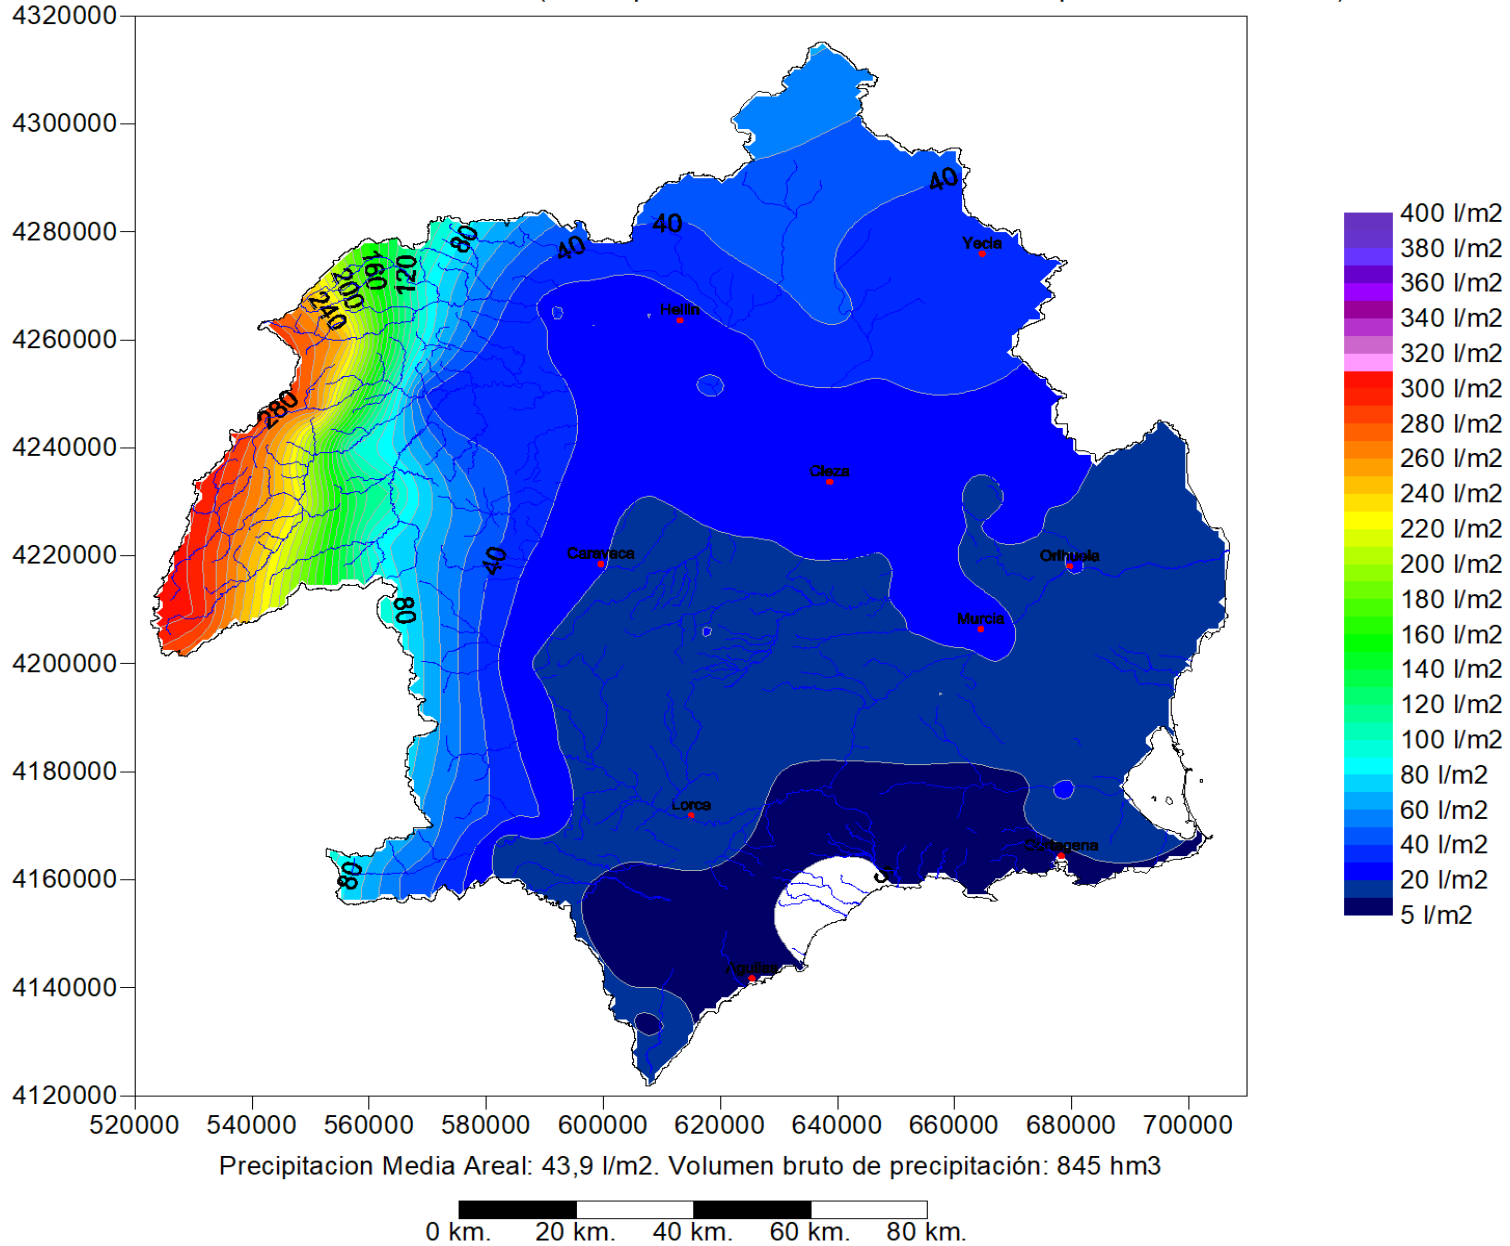 4320000
4300000
4280000
4260000
4240000
4220000
4200000
4180000
4160000
4140000
4120000
520000 540000 560000 580000 600000 620000 640000 660000 680000 700000
40
40
40
80
120
160
200
240
280
40
80
80
5
Yecla
Hellin
Cieza
Caravaca
Orihuela
Murcia
Lorca
Cartagena
Aguilas
400 l/m2
380 l/m2
360 l/m2
340 l/m2
320 l/m2
300 l/m2
280 l/m2
260 l/m2
240 l/m2
220 l/m2
200 l/m2
180 l/m2
160 l/m2
140 l/m2
120 l/m2
100 l/m2
80 l/m2
60 l/m2
40 l/m2
20 l/m2
5 l/m2
Precipitacion Media Areal: 43,9 l/m2. Volumen bruto de precipitación: 845 hm3
0 km. 20 km. 40 km. 60 km. 80 km.